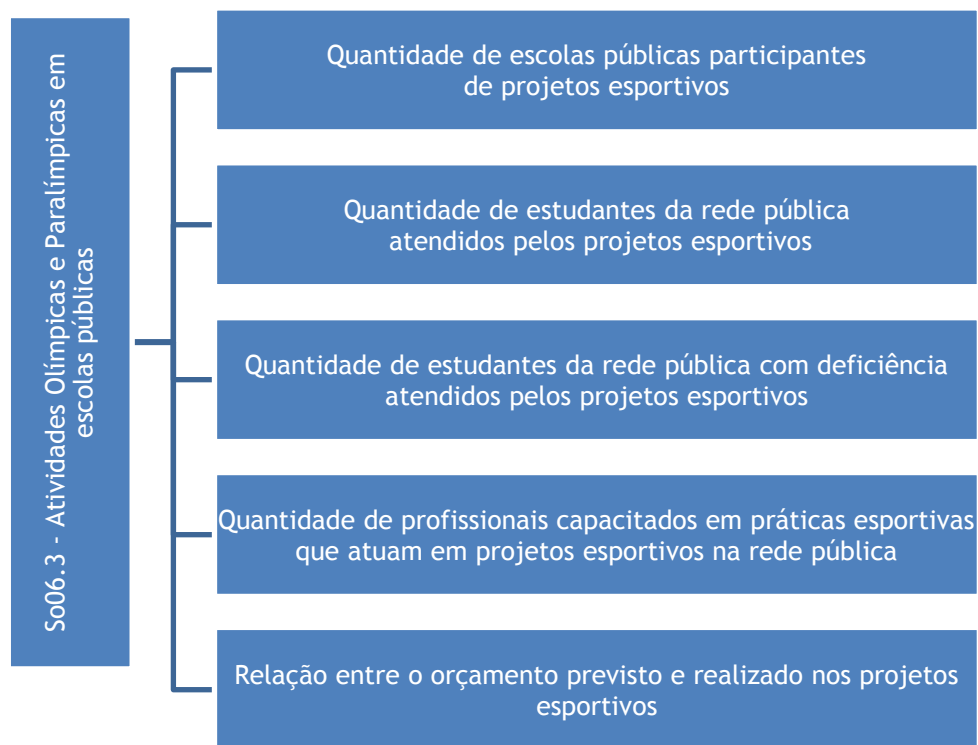 So06.3 - Atividades Olímpicas e Paralímpicas em
escolas públicas
Quantidade de escolas públicas participantes
de projetos esportivos
Quantidade de estudantes da rede pública
atendidos pelos projetos esportivos
Quantidade de estudantes da rede pública com deficiência
atendidos pelos projetos esportivos
Quantidade de profissionais capacitados em práticas esportivas
que atuam em projetos esportivos na rede pública
Relação entre o orçamento previsto e realizado nos projetos
esportivos